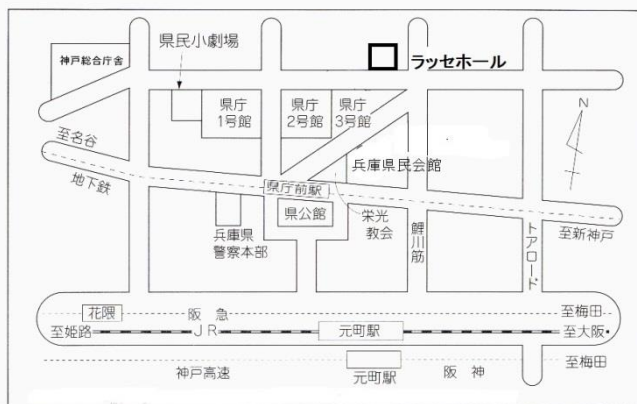 県民小劇場
神戸総合庁舎
ラッセホール
県庁
1号館
県庁
2号館
県庁
3号館
N
至名谷
地下鉄
兵庫県民会館
県庁前駅
県公館
栄光
教会
兵庫県
警察本部
鯉川筋
トアロード
至新神戸
花隈
阪急
至梅田
至姫路
JR
元町駅
至大阪
神戸高速
元町駅
阪神
至梅田